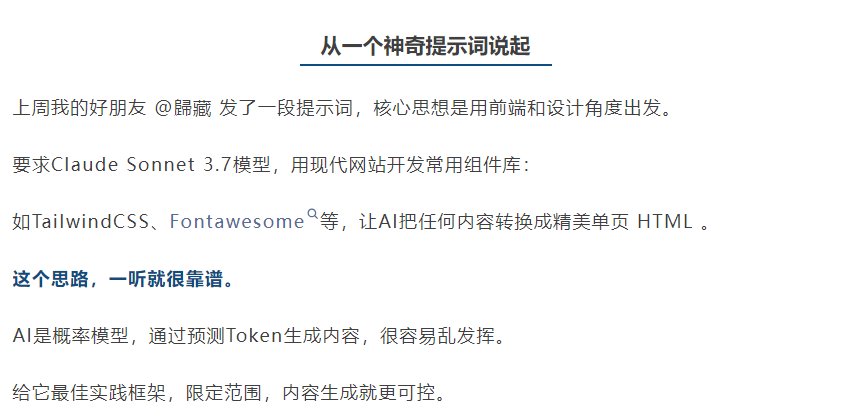 从一个神奇提示词说起
上周我的好朋友 @歸藏 发了一段提示词，核心思想是用前端和设计角度出发。
要求Claude Sonnet 3.7模型，用现代网站开发常用组件库：
如TailwindCSS、Fontawesome等，让AI把任何内容转换成精美单页 HTML 。
这个思路，一听就很靠谱。
AI是概率模型，通过预测Token生成内容，很容易乱发挥。
给它最佳实践框架，限定范围，内容生成就更可控。